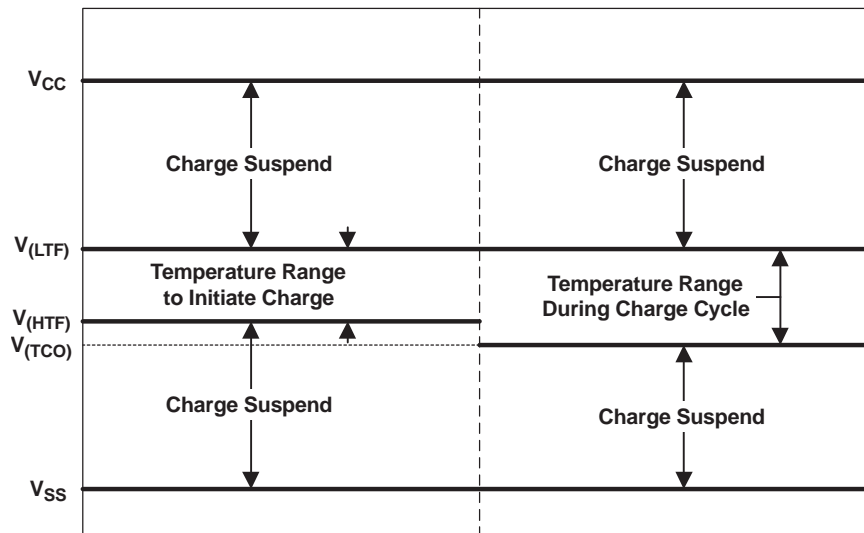 VCC
Charge Suspend
Charge Suspend
V(LTF)
Temperature Range
to Initiate Charge
Temperature Range
During Charge Cycle
V(HTF)
V(TCO)
Charge Suspend
Charge Suspend
VSS